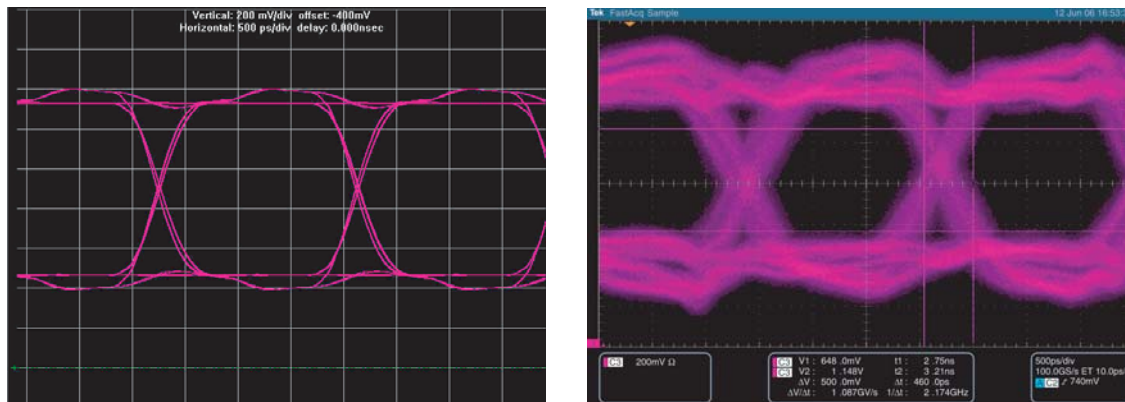 Vertical: 200 mV/div offset: -400mV
Horizontal: 500 ps/div delay: 0.000nsec
Tek FastAcq Sample
12 Jun 06 16:53:
C3 200mV Ω
C3 V1 : 648 .0mV t1 : 2 .75ns
C3 V2 : 1 .148V t2 : 3 .21ns
ΔV : 500 .0mV Δt : 460 .0ps
ΔV/Δt : 1 .087GV/s 1/Δt : 2 .174GHz
500ps/div
100.0GS/s ET 10.0ps/
A C2 740mV